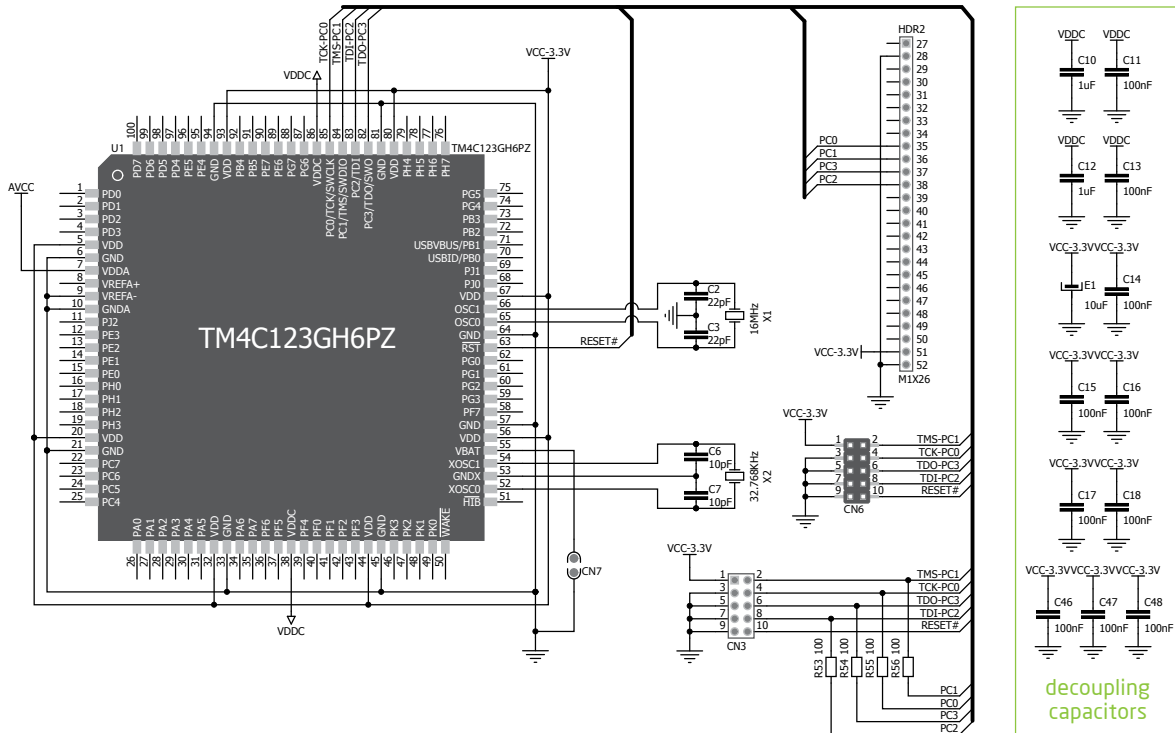 TCK-PC0
TMS-PC1
TDI-PC2
TDO-PC3
VDDC
VCC-3.3V
100
99
98
97
96
95
94
93
92
91
90
89
88
87
86
85
84
83
82
81
80
79
78
77
76
U1
TM4C123GH6PZ
PD7
PD6
PD5
PD4
PE5
PE4
GND
VDD
PB4
PB5
PE7
PE6
PG7
PG6
VDDC
PC0/TCK/SWCLK
PC1/TMS/SWDIO
PC2/TDI
PC3/TDO/SWO
GND
VDD
PH4
PH5
PH6
PH7
AVCC
1 PD0
2 PD1
3 PD2
4 PD3
5 VDD
6 GND
7 VDDA
8 VREFA+
9 VREFA-
10 GNDA
11 PJ2
12 PE3
13 PE2
14 PE1
15 PE0
16 PH0
17 PH1
18 PH2
19 PH3
20 VDD
21 GND
22 PC7
23 PC6
24 PC5
25 PC4
TM4C123GH6PZ
PG5 75
PG4 74
PB3 73
PB2 72
USBVBUS/PB1 71
USBID/PB0 70
PJ1 69
PJ0 68
VDD 67
OSC1 66
OSC0 65
GND 64
RST 63
PG0 62
PG1 61
PG2 60
PG3 59
PF7 58
GND 57
VDD 56
VBAT 55
XOSC1 54
GNDX 53
XOSC0 52
HIB 51
PA0
PA1
PA2
PA3
PA4
PA5
VDD
GND
PA6
PA7
PF6
PF5
VDDC
PF4
PF0
PF1
PF2
PF3
VDD
GND
PK3
PK2
PK1
PK0
WAKE
26
27
28
29
30
31
32
33
34
35
36
37
38
39
40
41
42
43
44
45
46
47
48
49
50
VDDC
RESET#
C2
22pF
C3
22pF
16MHz
X1
C6
10pF
C7
10pF
32.768KHz
X2
CN7
HDR2
27
28
29
30
31
32
33
34
35
36
37
38
39
40
41
42
43
44
45
46
47
48
49
50
51
52
PC0
PC1
PC3
PC2
VCC-3.3V
M1X26
VCC-3.3V
1 2 TMS-PC1
3 4 TCK-PC0
5 6 TDO-PC3
7 8 TDI-PC2
9 10 RESET#
CN6
VCC-3.3V
1 2 TMS-PC1
3 4 TCK-PC0
5 6 TDO-PC3
7 8 TDI-PC2
9 10 RESET#
CN3
R53 100
R54 100
R55 100
R56 100
PC1
PC0
PC3
PC2
VDDC VDDC
C10 C11
1uF 100nF
VDDC VDDC
C12 C13
1uF 100nF
VCC-3.3V VCC-3.3V
E1 C14
10uF 100nF
VCC-3.3V VCC-3.3V
C15 C16
100nF 100nF
VCC-3.3V VCC-3.3V
C17 C18
100nF 100nF
VCC-3.3V VCC-3.3V VCC-3.3V
C46 C47 C48
100nF 100nF 100nF
decoupling
capacitors